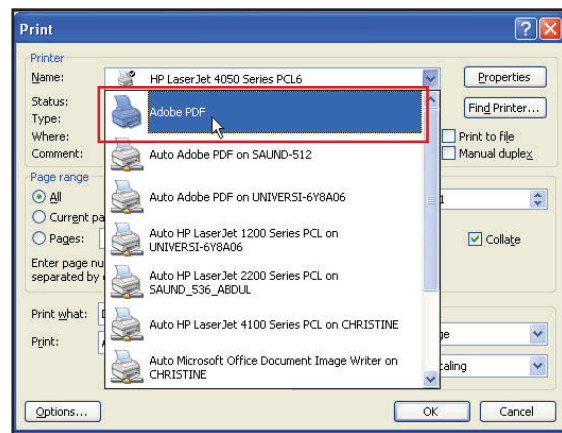 Print
Printer
Name: HP LaserJet 4050 Series PCL6 Properties
Status:
Adobe PDF Find Printer...
Type:
Where: Print to file
Comment: Auto Adobe PDF on SAUND-512 Manual duplex
Page range
All Auto Adobe PDF on UNIVERSI-6Y8A06 1
Current pa
Pages: Auto HP LaserJet 1200 Series PCL on Collate
UNIVERSI-6Y8A06
Enter page nu
separated by Auto HP LaserJet 2200 Series PCL on
SAUND_536_ABDUL
Print what: D
Auto HP LaserJet 4100 Series PCL on CHRISTINE
Print: ge
Auto Microsoft Office Document Image Writer on caling
CHRISTINE
Options... OK Cancel